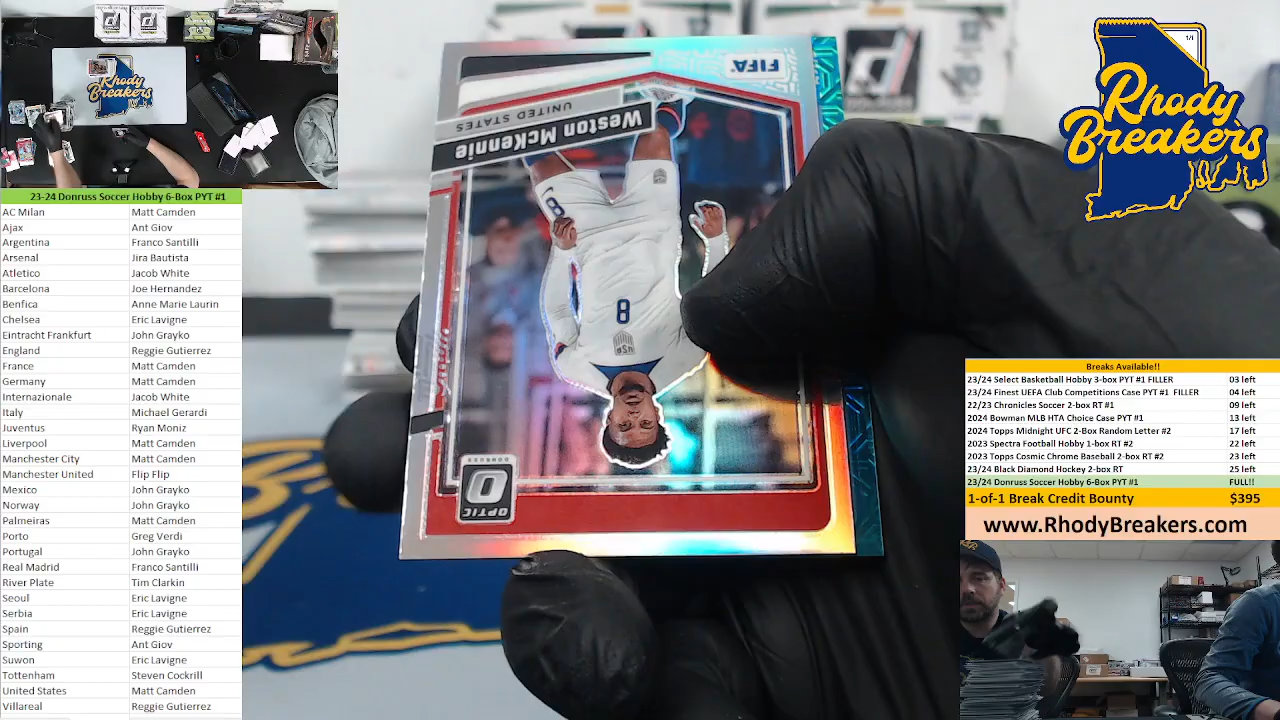 23-24 Donruss Soccer Hobby 6-Box PYT #1
AC Milan Matt Camden
Ajax Ant Giov
Argentina Franco Santilli
Arsenal Jira Bautista
Atletico Jacob White
Barcelona Joe Hernandez
Benfica Anne Marie Laurin
Chelsea Eric Lavigne
Eintracht Frankfurt John Grayko
England Reggie Gutierrez
France Matt Camden
Germany Matt Camden
Internazionale Jacob White
Italy Michael Gerardi
Juventus Ryan Moniz
Liverpool Matt Camden
Manchester City Matt Camden
Manchester United Flip Flip
Mexico John Grayko
Norway John Grayko
Palmeiras Matt Camden
Porto Greg Verdi
Portugal John Grayko
Real Madrid Franco Santilli
River Plate Tim Clarkin
Seoul Eric Lavigne
Serbia Eric Lavigne
Spain Reggie Gutierrez
Sporting Ant Giov
Suwon Eric Lavigne
Tottenham Steven Cockrill
United States Matt Camden
Villareal Reggie Gutierrez
Rhody
Breakers
FIFA
UNITED STATES
Weston McKennie
8
8
USA
DONRUSS
OPTIC
1/1
Rhody
Breakers
Breaks Available!!
23/24 Select Basketball Hobby 3-box PYT #1 FILLER 03 left
23/24 Finest UEFA Club Competitions Case PYT #1 FILLER 04 left
22/23 Chronicles Soccer 2-box RT #1 09 left
2024 Bowman MLB HTA Choice Case PYT #1 13 left
2024 Topps Midnight UFC 2-Box Random Letter #2 17 left
2023 Spectra Football Hobby 1-box RT #2 22 left
2023 Topps Cosmic Chrome Baseball 2-box RT #2 23 left
23/24 Black Diamond Hockey 2-box RT 25 left
23/24 Donruss Soccer Hobby 6-Box PYT #1 FULL!!
1-of-1 Break Credit Bounty $395
www.RhodyBreakers.com